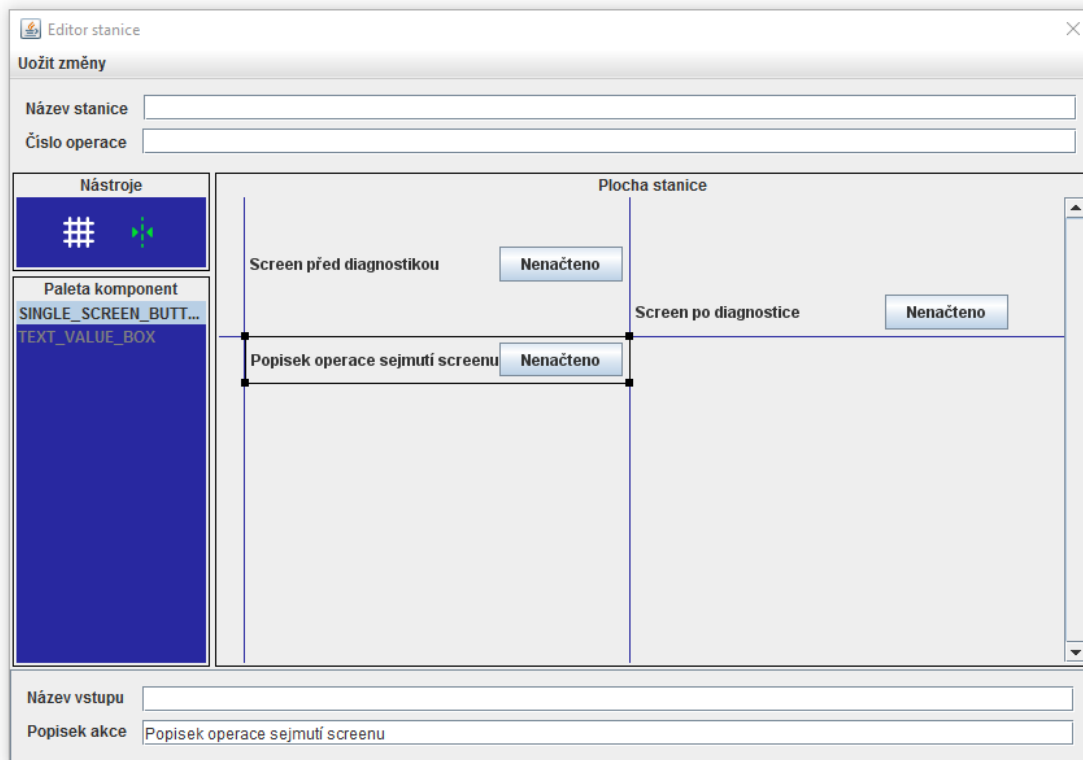 Editor stanice
Uožit změny
Název stanice
Číslo operace
Nástroje
Plocha stanice
Screen před diagnostikou Nenačteno
Paleta komponent
SINGLE_SCREEN_BUTT...
Screen po diagnostice Nenačteno
TEXT_VALUE_BOX
Popisek operace sejmutí screenu Nenačteno
Název vstupu
Popisek akce Popisek operace sejmutí screenu